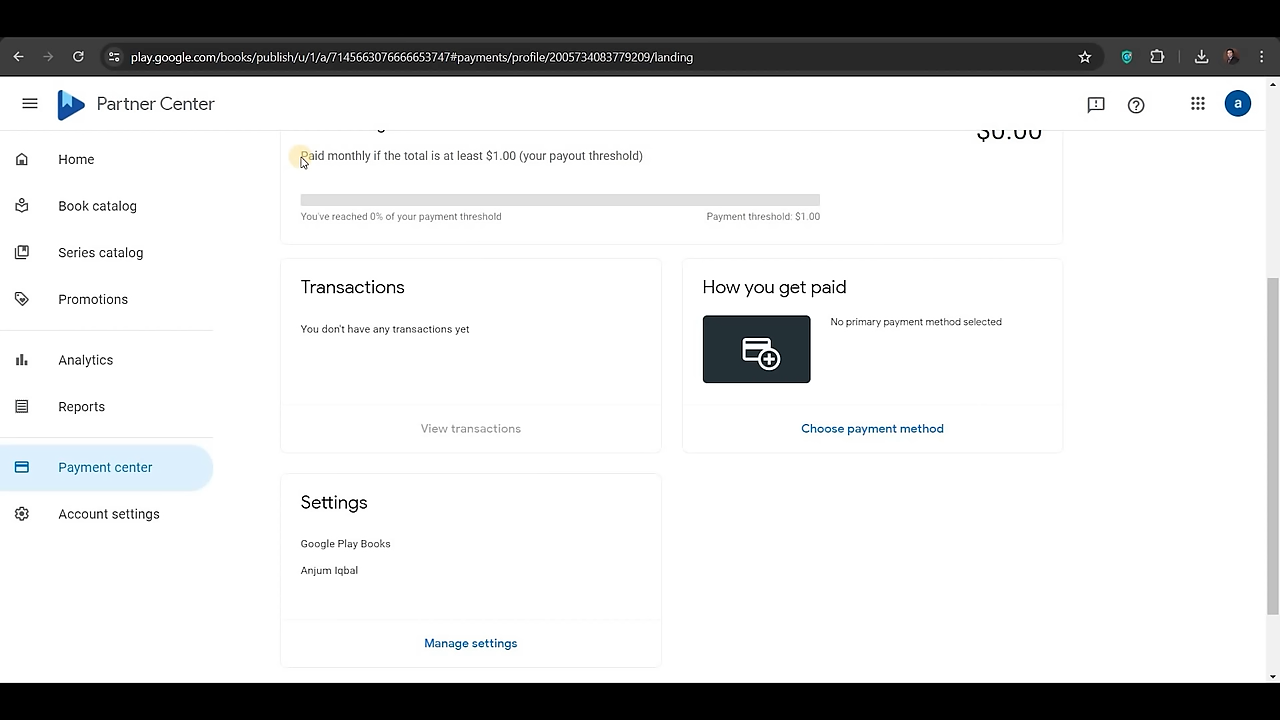 play.google.com/books/publish/u/1/a/7145663076666653747#payments/profile/2005734083779209/landing
Partner Center
a
Home
Book catalog
Series catalog
Promotions
Analytics
Reports
Payment center
Account settings
$0.00
Paid monthly if the total is at least $1.00 (your payout threshold)
You've reached 0% of your payment threshold
Payment threshold: $1.00
Transactions
You don't have any transactions yet
View transactions
How you get paid
No primary payment method selected
Choose payment method
Settings
Google Play Books
Anjum Iqbal
Manage settings